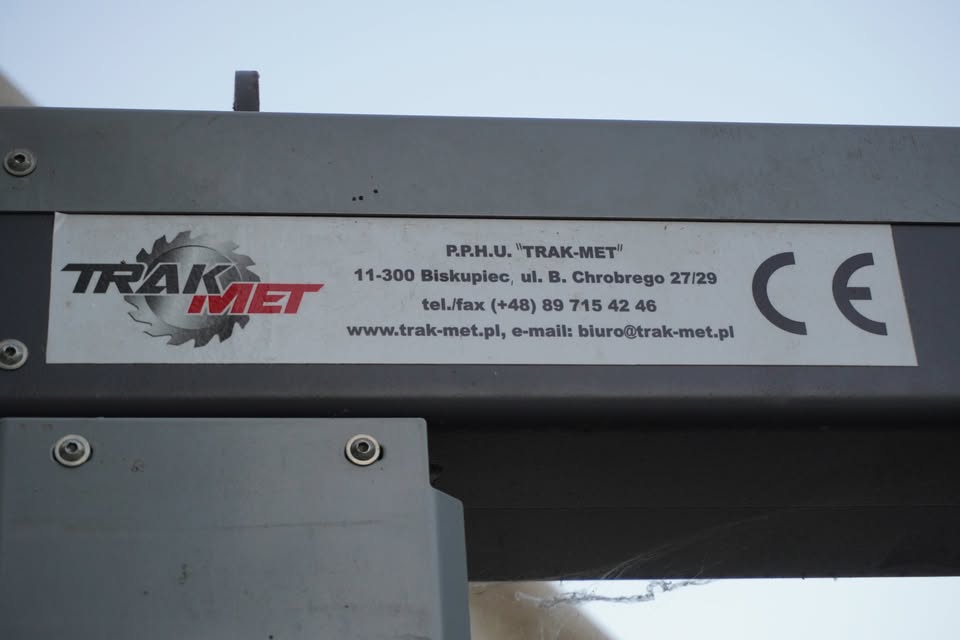 TRAK
MET
P.P.H.U. "TRAK-MET"
11-300 Biskupiec, ul. B. Chrobrego 27/29
tel./fax (+48) 89 715 42 46
www.trak-met.pl, e-mail: biuro@trak-met.pl
CE